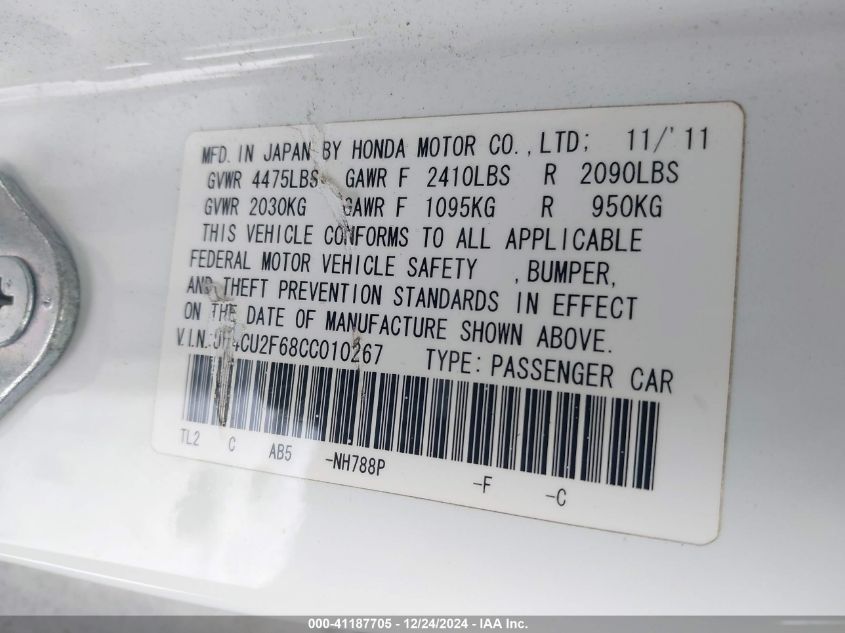 MFD. IN JAPAN BY HONDA MOTOR CO., LTD; 11/'11
GVWR 4475LBS GAWR F 2410LBS R 2090LBS
GVWR 2030KG GAWR F 1095KG R 950KG
THIS VEHICLE CONFORMS TO ALL APPLICABLE
FEDERAL MOTOR VEHICLE SAFETY , BUMPER,
AND THEFT PREVENTION STANDARDS IN EFFECT
ON THE DATE OF MANUFACTURE SHOWN ABOVE.
V.I.N.: JH4CU2F68CC010267 TYPE: PASSENGER CAR
TL2 C AB5 -NH788P -F -C
000-41187705 - 12/24/2024 - IAA Inc.